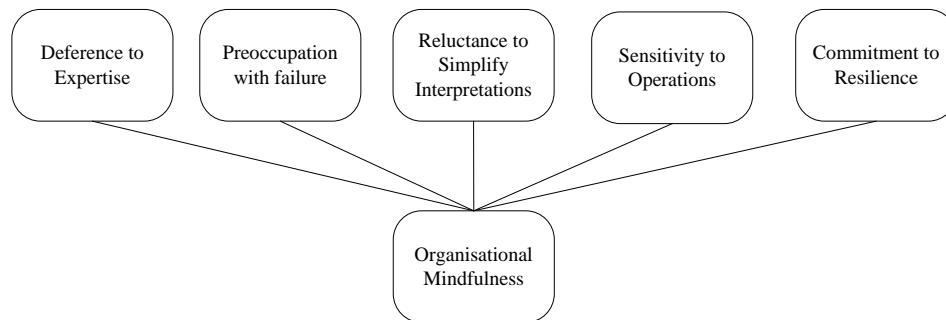 Deference to
Expertise
Preoccupation
with failure
Reluctance to
Simplify
Interpretations
Sensitivity to
Operations
Commitment to
Resilience
Organisational
Mindfulness